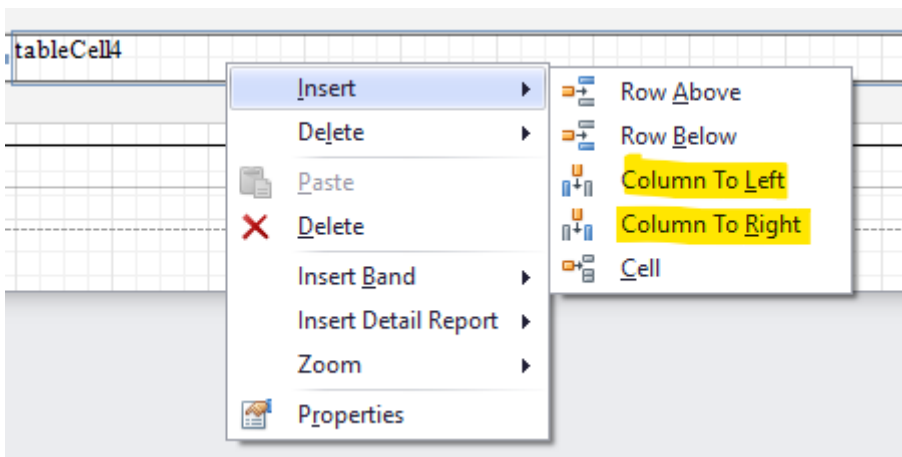 tableCell4
Insert
Delete
Paste
Delete
Insert Band
Insert Detail Report
Zoom
Properties
Row Above
Row Below
Column To Left
Column To Right
Cell